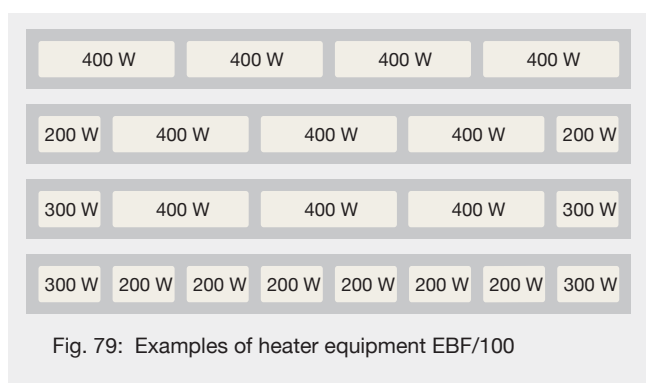 400 W 400 W 400 W 400 W
200 W 400 W 400 W 400 W 200 W
300 W 400 W 400 W 400 W 300 W
300 W 200 W 200 W 200 W 200 W 200 W 200 W 300 W
Fig. 79: Examples of heater equipment EBF/100